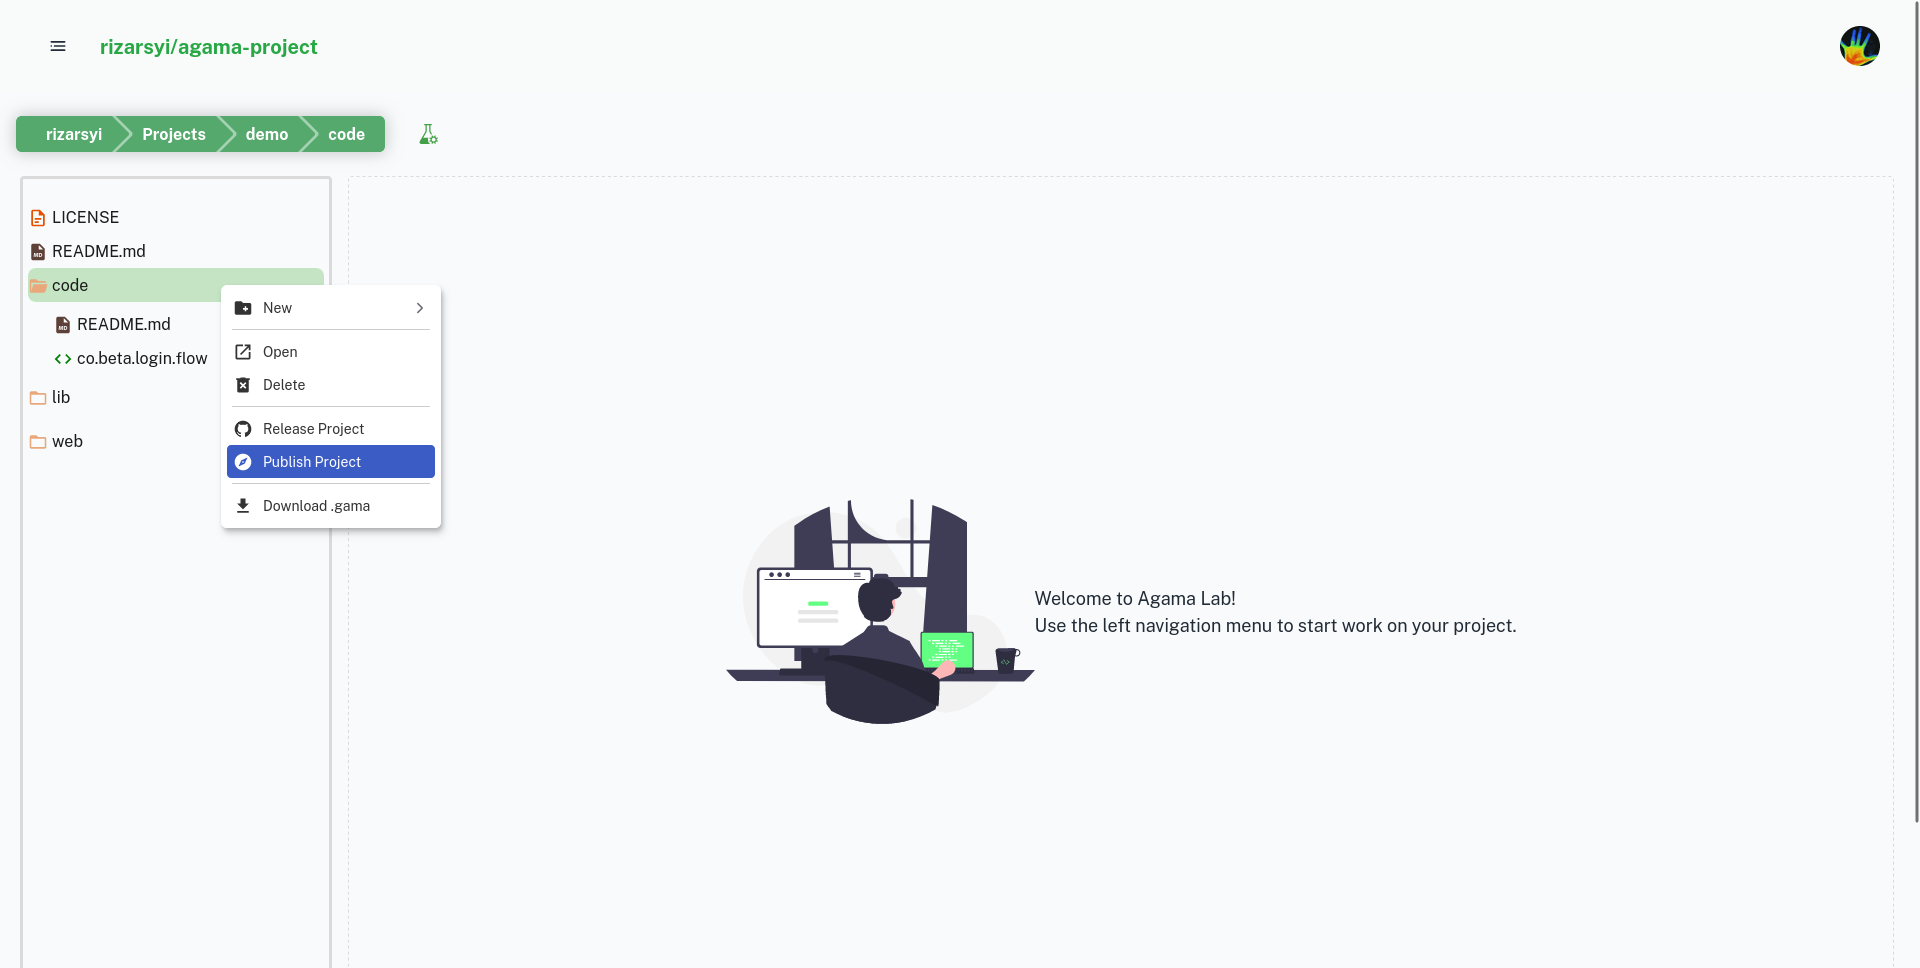 rizarsyi/agama-project
rizarsyi Projects demo code
LICENSE
README.md
code
README.md
co.beta.login.flow
lib
web
New
Open
Delete
Release Project
Publish Project
Download .gama
Welcome to Agama Lab!
Use the left navigation menu to start work on your project.